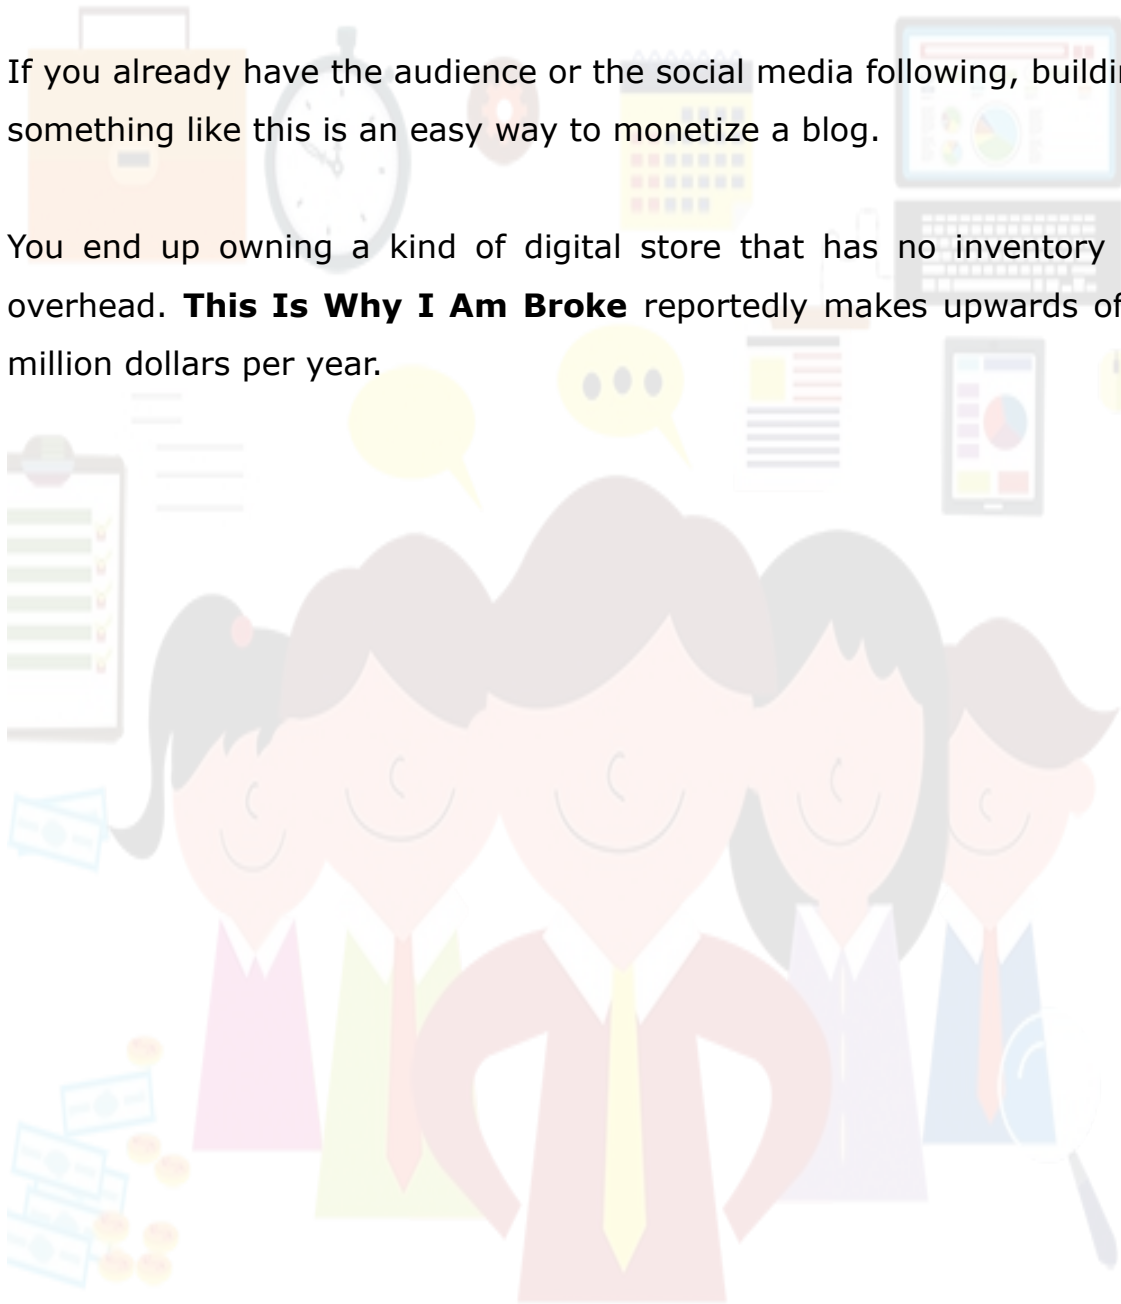 If you already have the audience or the social media following, buildi
something like this is an easy way to monetize a blog.
You end up owning a kind of digital store that has no inventory
overhead. This Is Why I Am Broke reportedly makes upwards of
million dollars per year.